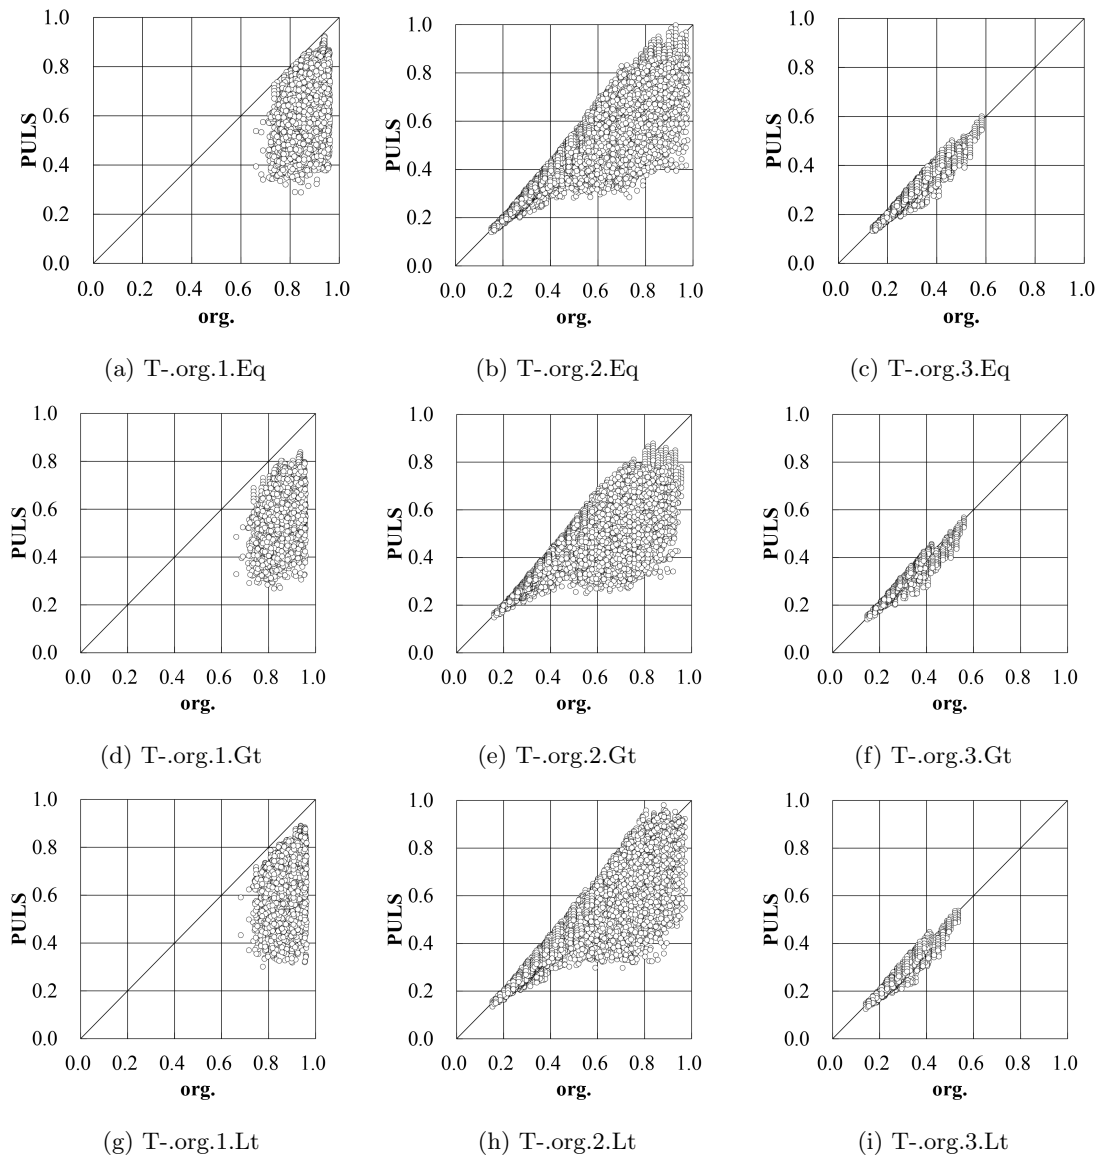 1.0 1.0 1.0
0.8 0.8 0.8
0.6 0.6 0.6
PULS PULS PULS
0.4 0.4 0.4
0.2 0.2 0.2
0.0 0.0 0.0
0.0 0.2 0.4 0.6 0.8 1.0 0.0 0.2 0.4 0.6 0.8 1.0 0.0 0.2 0.4 0.6 0.8 1.0
org. org. org.
(a) T-.org.1.Eq (b) T-.org.2.Eq (c) T-.org.3.Eq
1.0 1.0 1.0
0.8 0.8 0.8
0.6 0.6 0.6
PULS PULS PULS
0.4 0.4 0.4
0.2 0.2 0.2
0.0 0.0 0.0
0.0 0.2 0.4 0.6 0.8 1.0 0.0 0.2 0.4 0.6 0.8 1.0 0.0 0.2 0.4 0.6 0.8 1.0
org. org. org.
(d) T-.org.1.Gt (e) T-.org.2.Gt (f) T-.org.3.Gt
1.0 1.0 1.0
0.8 0.8 0.8
0.6 0.6 0.6
PULS PULS PULS
0.4 0.4 0.4
0.2 0.2 0.2
0.0 0.0 0.0
0.0 0.2 0.4 0.6 0.8 1.0 0.0 0.2 0.4 0.6 0.8 1.0 0.0 0.2 0.4 0.6 0.8 1.0
org. org. org.
(g) T-.org.1.Lt (h) T-.org.2.Lt (i) T-.org.3.Lt